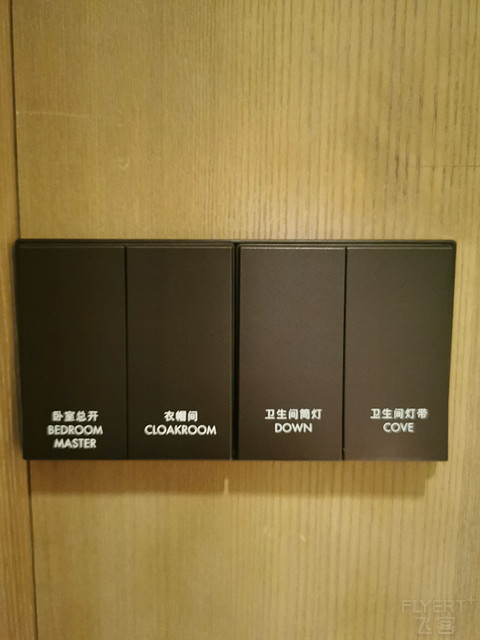 卧室总开
BEDROOM
MASTER
衣帽间
CLOAKROOM
卫生间筒灯
DOWN
卫生间灯带
COVE
FLYERT+
飞客